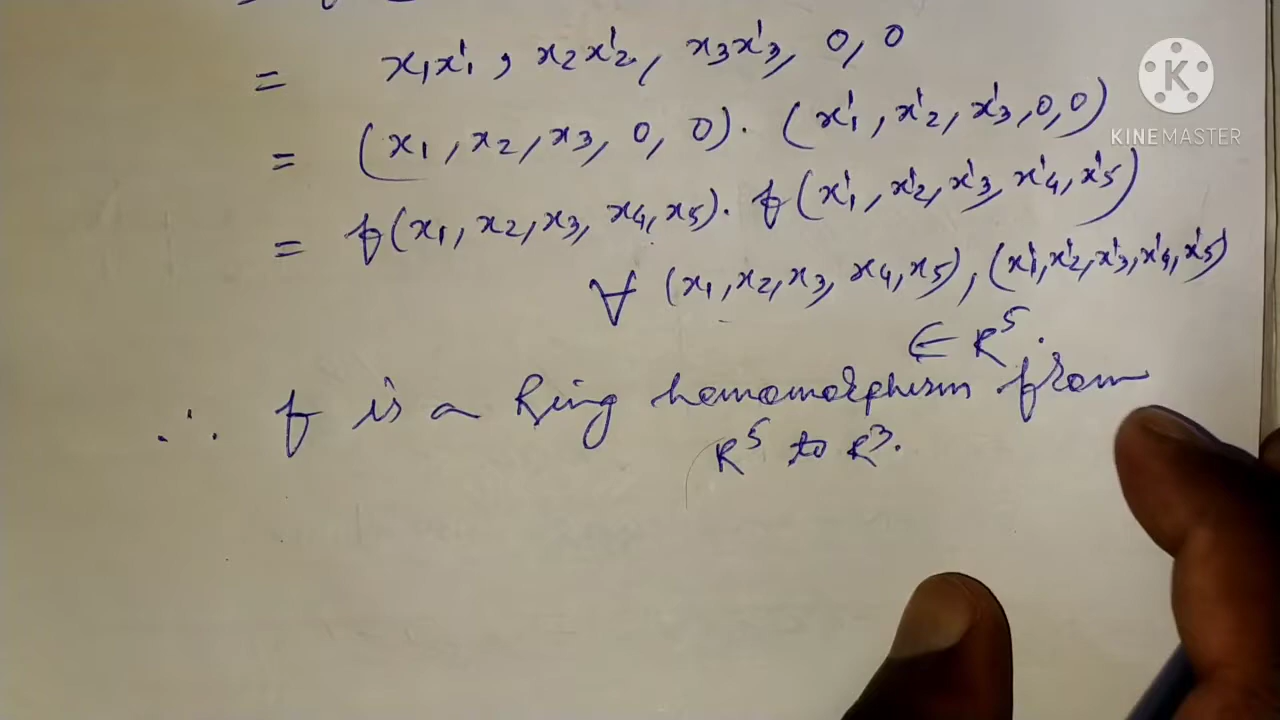 = x₁x'₁, x₂x'₂, x₃x'₃, 0, 0
= (x₁, x₂, x₃, 0, 0). (x'₁, x'₂, x'₃, 0, 0)
KINEMASTER
= f(x₁, x₂, x₃, x₄, x₅). f(x'₁, x'₂, x'₃, x'₄, x'₅)
∀ (x₁, x₂, x₃, x₄, x₅), (x'₁, x'₂, x'₃, x'₄, x'₅)
∈ R⁵.
∴ f is a Ring homomorphism from
R⁵ to R³.